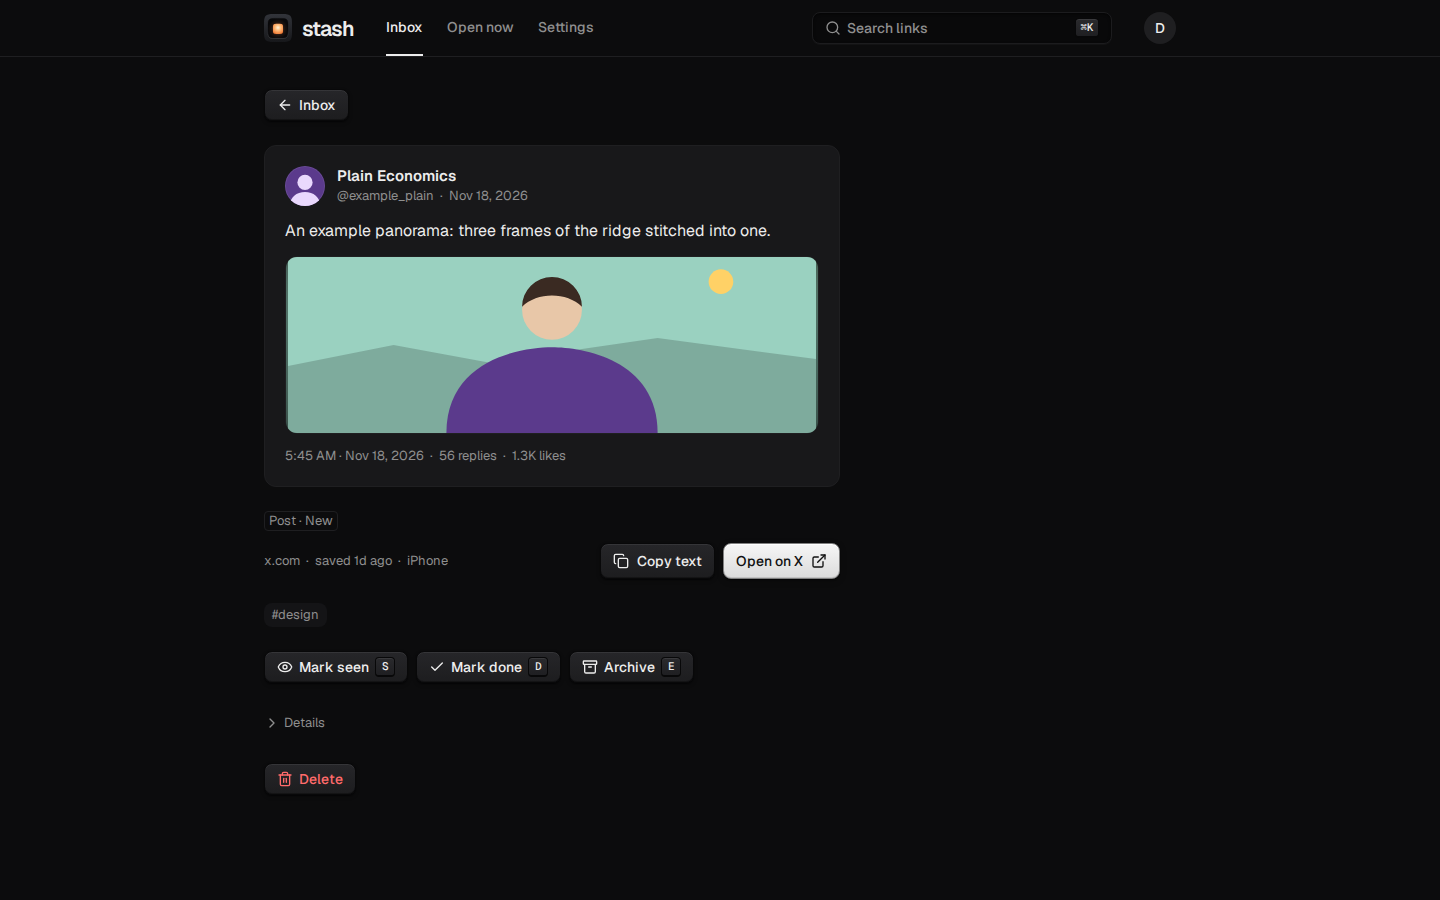 stash
Inbox
Open now
Settings
Search links
⌘K
D
Inbox
Plain Economics
@example_plain · Nov 18, 2026
An example panorama: three frames of the ridge stitched into one.
5:45 AM · Nov 18, 2026 · 56 replies · 1.3K likes
Post · New
x.com · saved 1d ago · iPhone
Copy text
Open on X
#design
Mark seen S
Mark done D
Archive E
Details
Delete